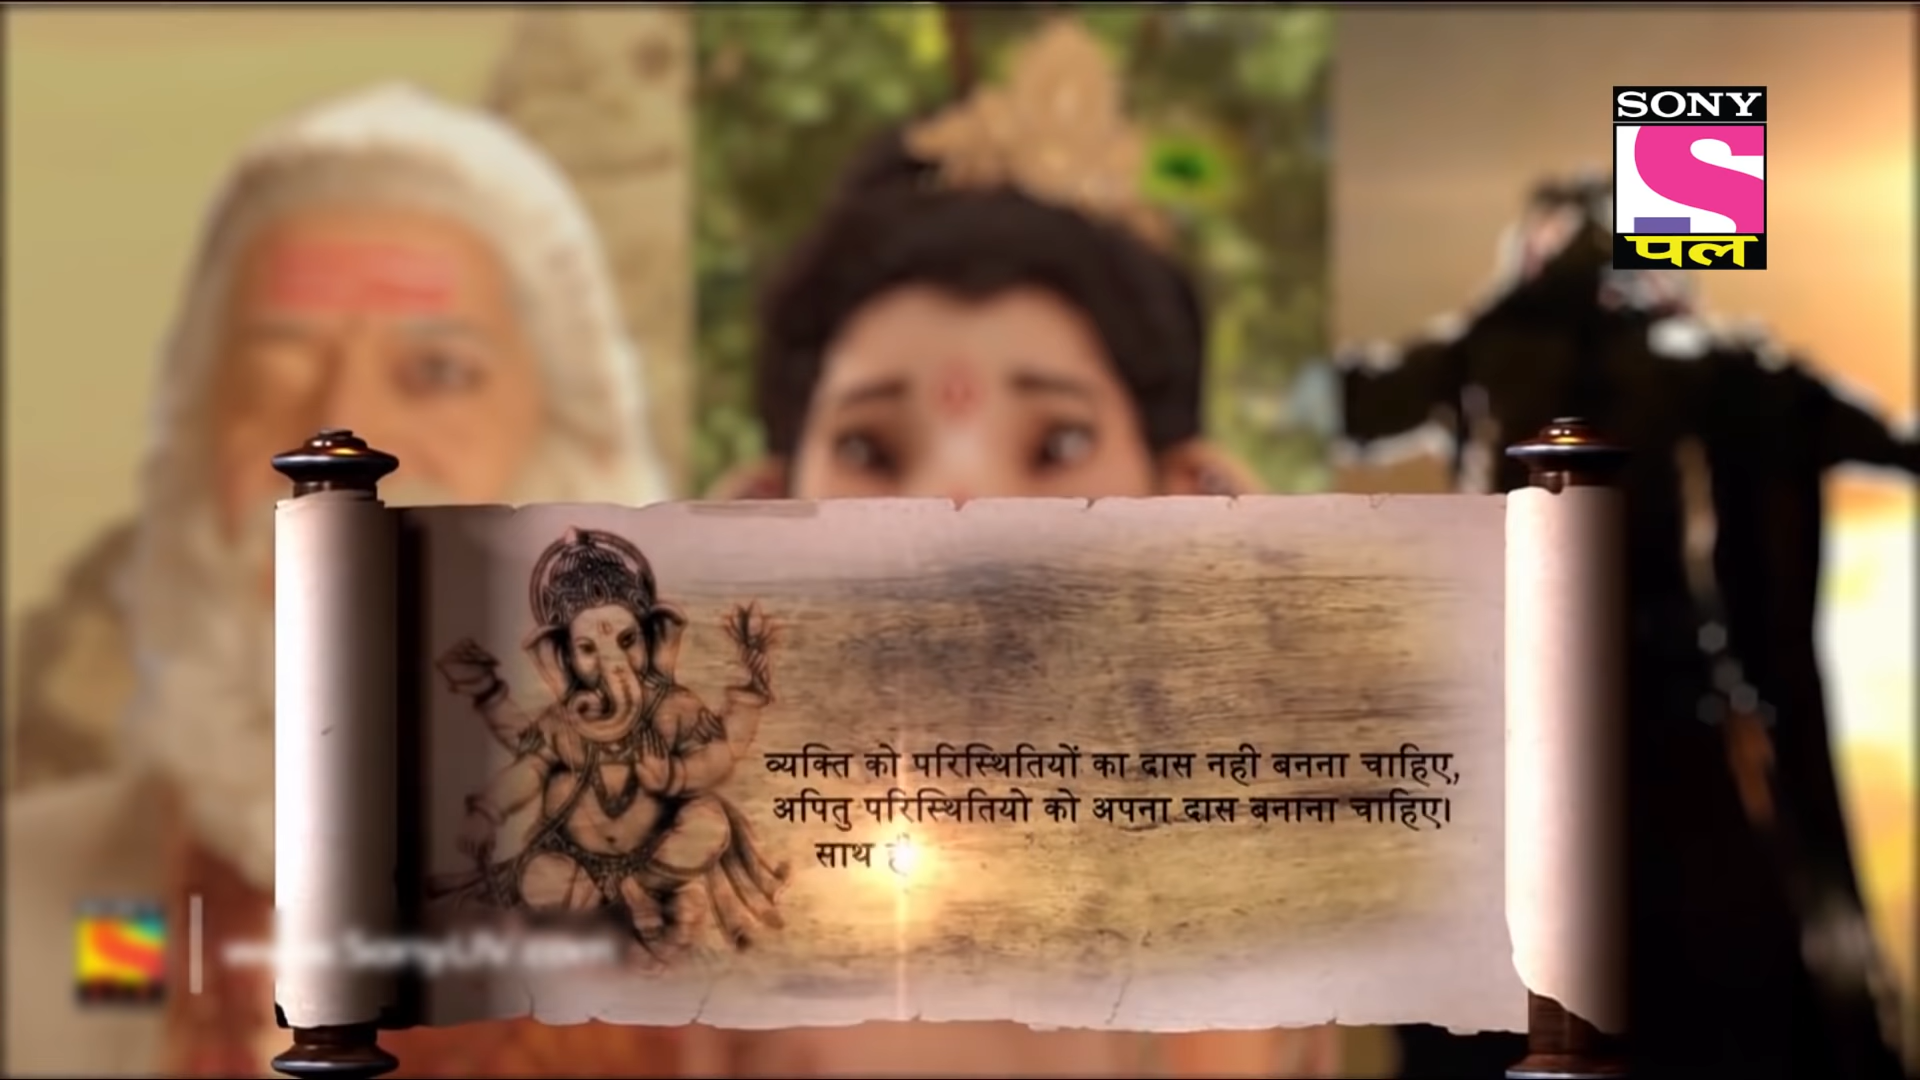 SONY
पल
व्यक्ति को परिस्थितियों का दास नही बनना चाहिए,
अपितु परिस्थितियो को अपना दास बनाना चाहिए।
साथ